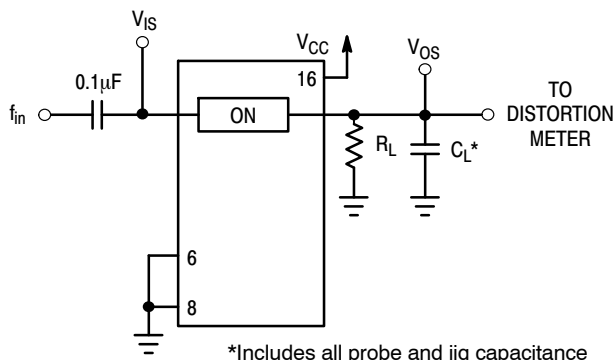 V_IS
V_CC
V_OS
0.1μF
16
f_in
ON
TO
DISTORTION
METER
R_L
C_L*
6
8
*Includes all probe and jig capacitance